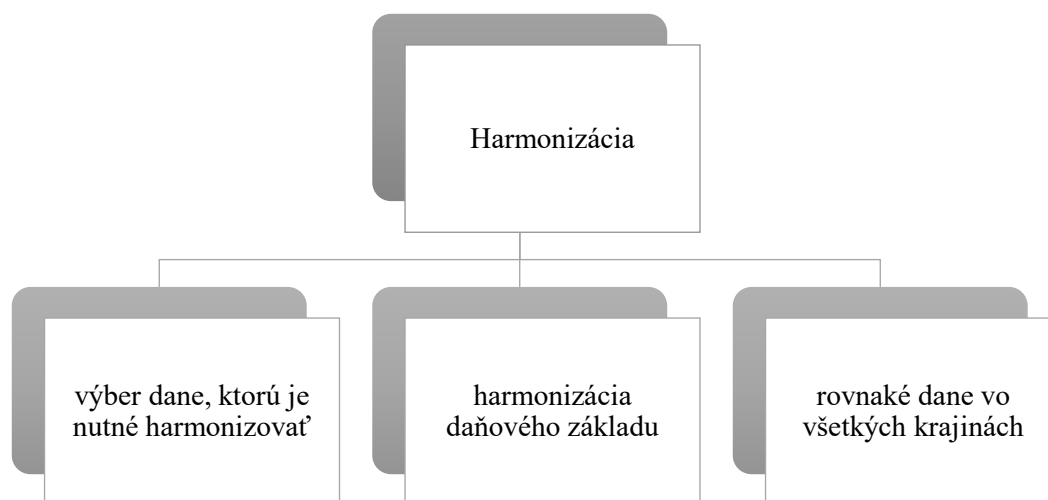 Harmonizácia
výber dane, ktorú je
nutné harmonizovať
harmonizácia
daňového základu
rovnaké dane vo
všetkých krajinách